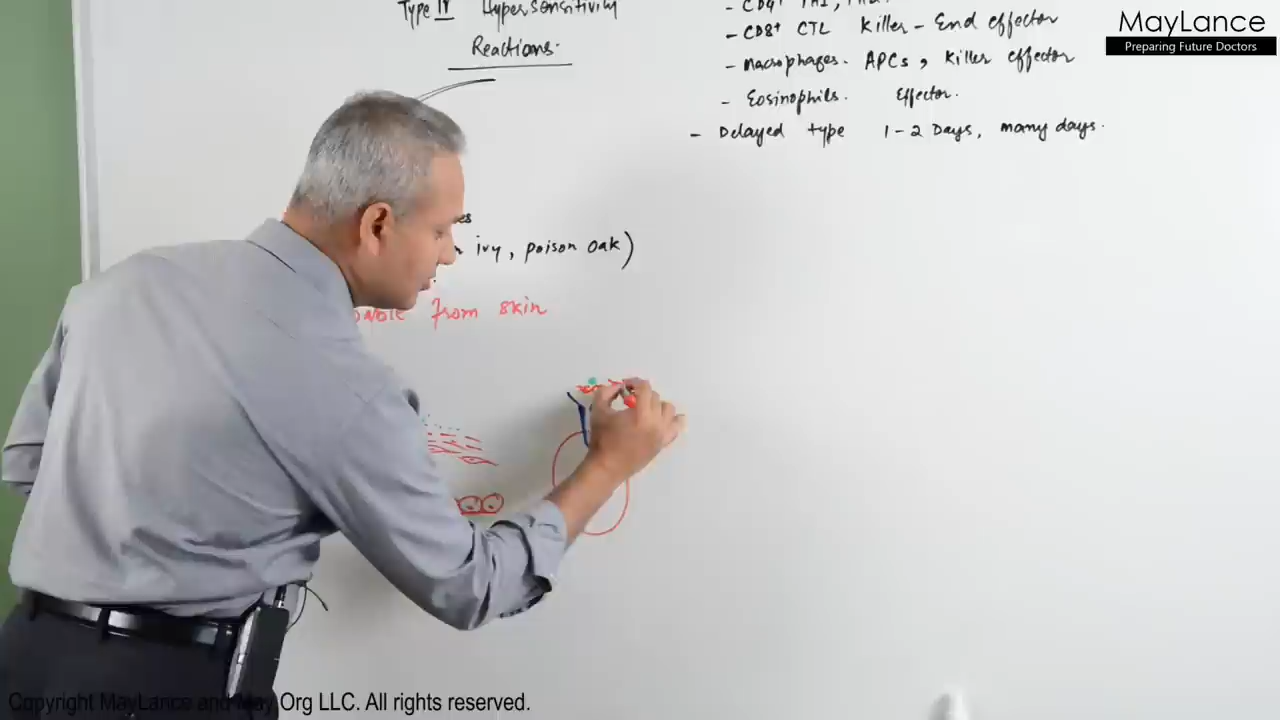 Type IV Hypersensitivity
Reactions.
- CD8+ CTL Killer - End effector
- Macrophages. APCs, Killer effector
- Eosinophils. Effector.
- Delayed type 1-2 Days, many days.
ivy, poison oak)
from skin
MayLance
Preparing Future Doctors
Copyright MayLance and May Org LLC. All rights reserved.